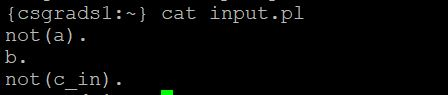 {csgrads1:~} cat input.pl
not(a).
b.
not(c_in).